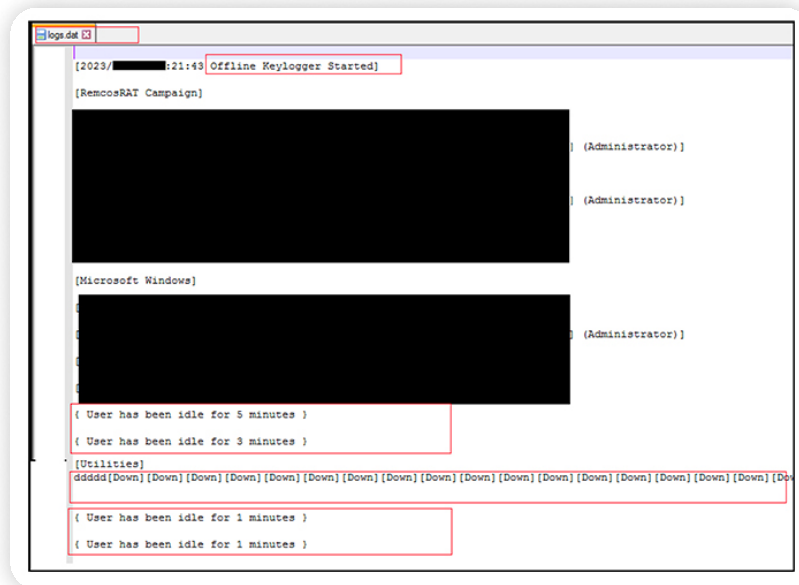 logs.dat
[2023/ :21:43 Offline Keylogger Started]
[RemcosRAT Campaign]
] (Administrator)]
] (Administrator)]
[Microsoft Windows]
[
[ ] (Administrator)]
[
[
{ User has been idle for 5 minutes }
{ User has been idle for 3 minutes }
[Utilities]
ddddd[Down][Down][Down][Down][Down][Down][Down][Down][Down][Down][Down][Down][Down][Down][Down][Down][Down][Dow
{ User has been idle for 1 minutes }
{ User has been idle for 1 minutes }